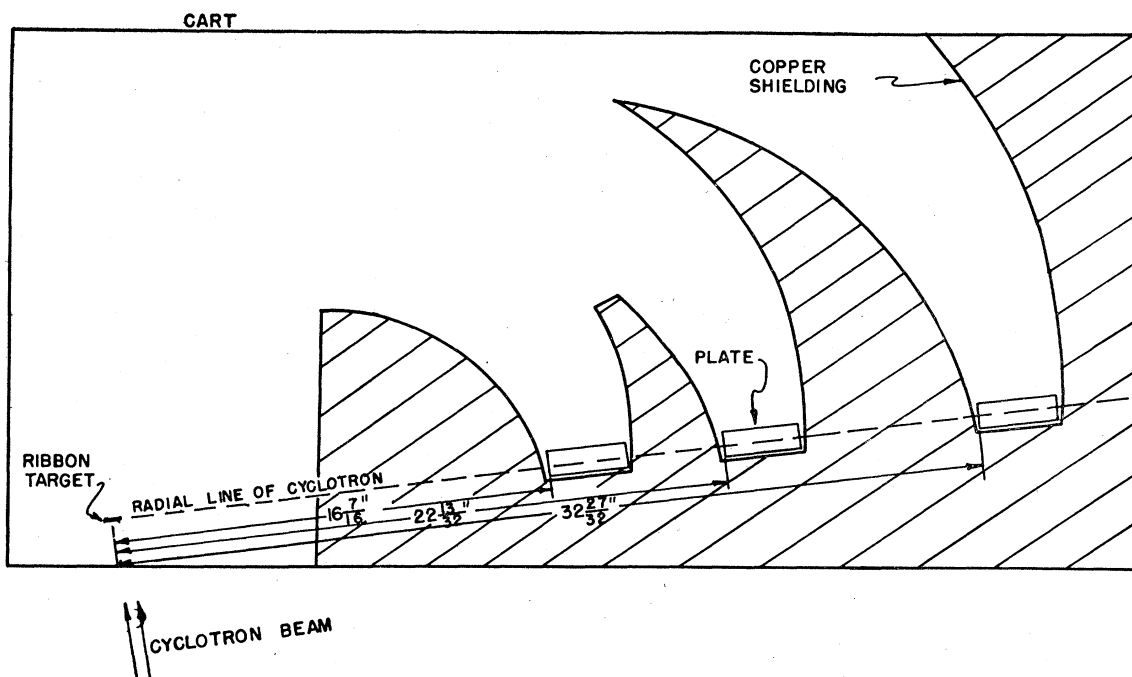 CART
COPPER
SHIELDING
PLATE
RIBBON
TARGET
RADIAL LINE OF CYCLOTRON
16 7/16"
22 13/32"
32 27/32"
CYCLOTRON BEAM